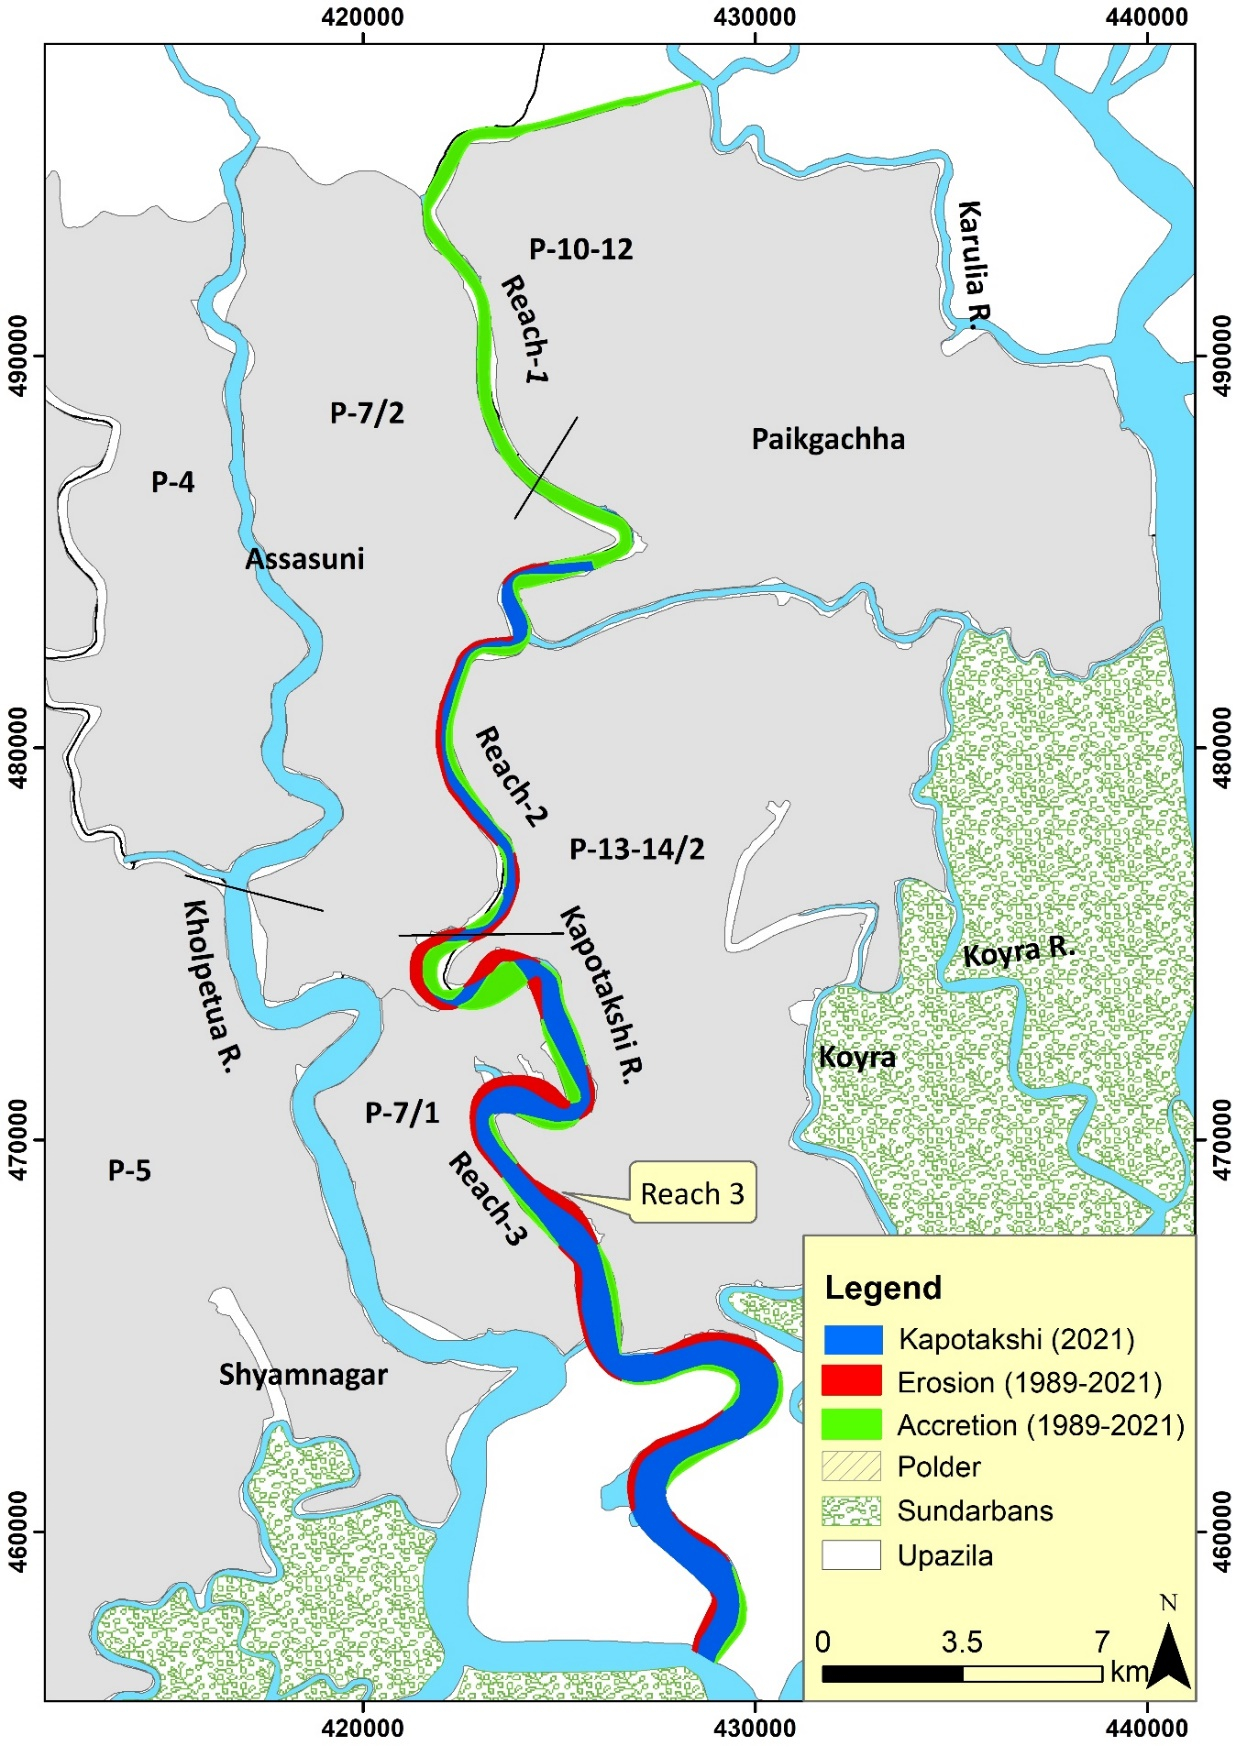 420000
430000
440000
Karulia R.
P-10-12
Reach-1
490000
490000
P-7/2
Paikgachha
P-4
Assasuni
480000
480000
Reach-2
P-13-14/2
Kholpetua R.
Kapotakshi R.
Koyra R.
Koyra
P-7/1
470000
470000
P-5
Reach-3
Reach 3
Shyamnagar
460000
460000
Legend
Kapotakshi (2021)
Erosion (1989-2021)
Accretion (1989-2021)
Polder
Sundarbans
Upazila
N
0 3.5 7
km
420000
430000
440000